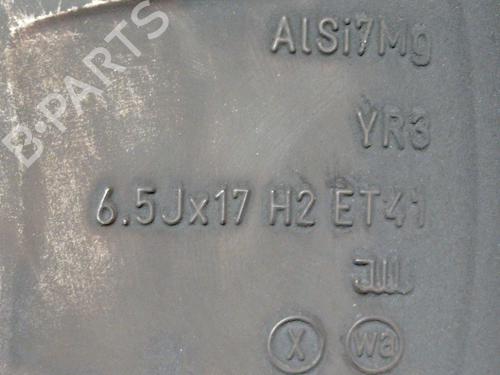 B-PARTS
AlSi7Mg
YR3
6.5Jx17 H2 ET41
X wa